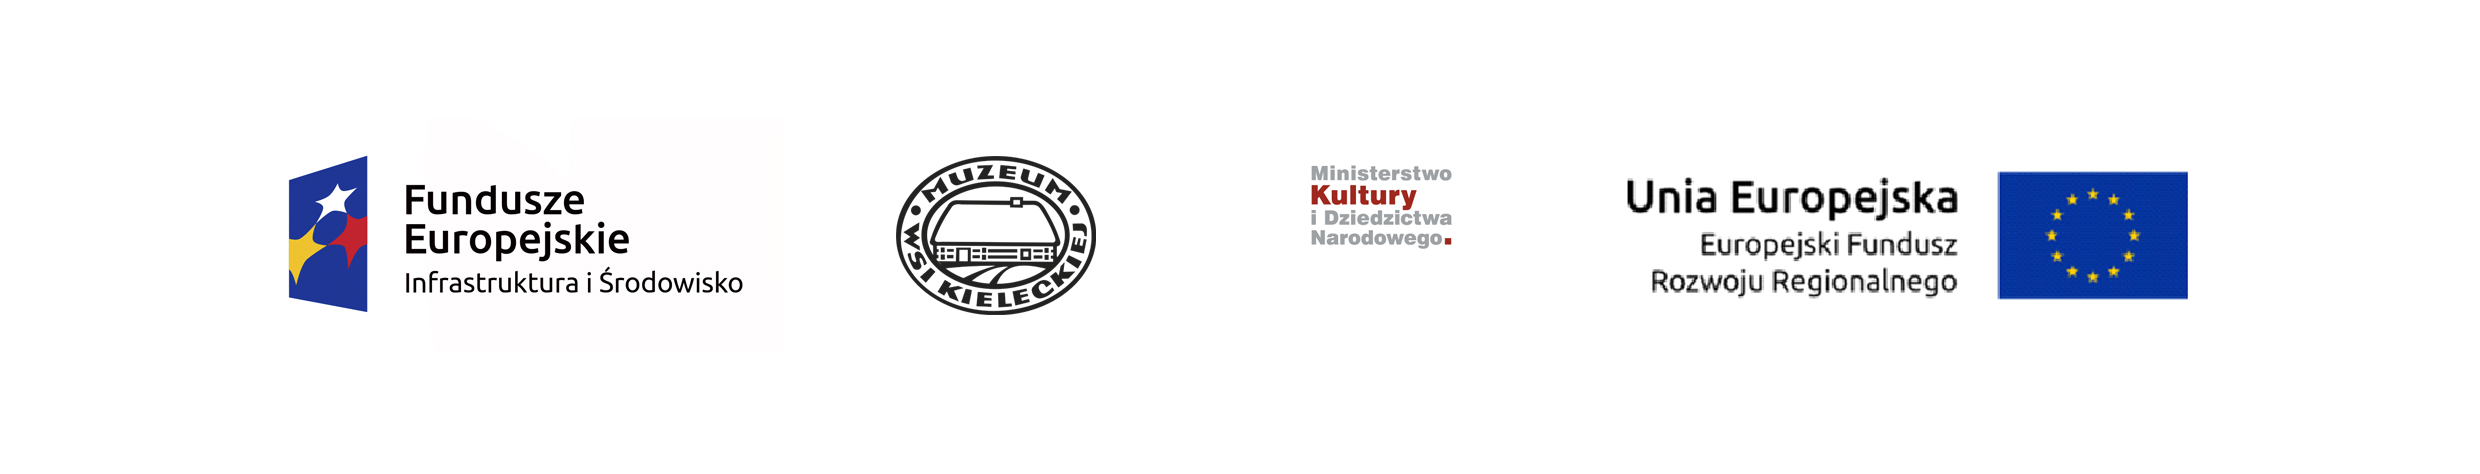 Fundusze
Europejskie
Infrastruktura i Środowisko
MUZEUM
WSI KIELECKIEJ
Ministerstwo
Kultury
i Dziedzictwa
Narodowego.
Unia Europejska
Europejski Fundusz
Rozwoju Regionalnego